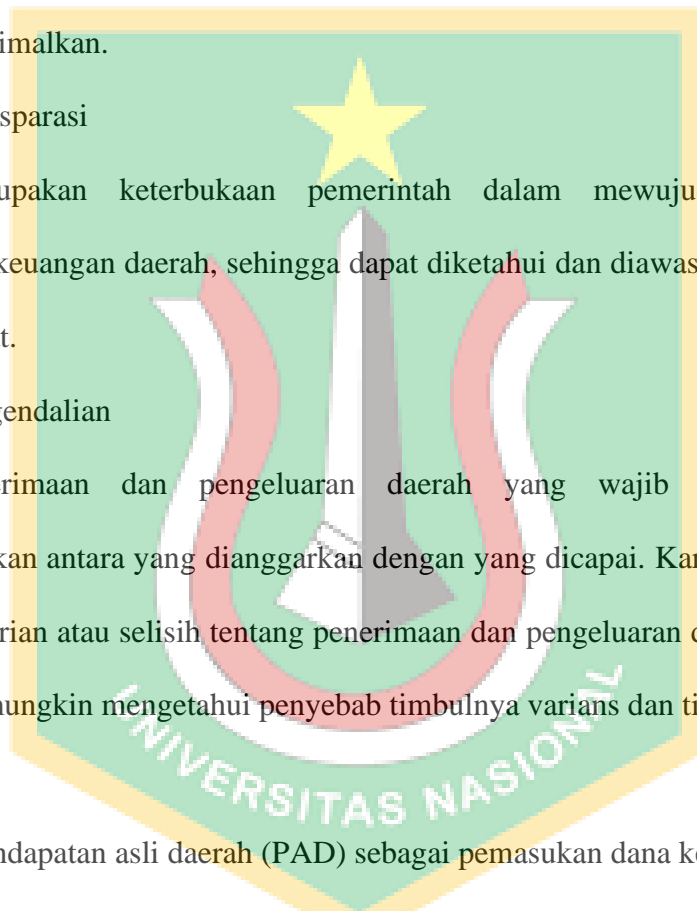 imalkan.
sparasi
upakan keterbukaan pemerintah dalam mewuju
keuangan daerah, sehingga dapat diketahui dan diawas
t.
gendalian
erimaan dan pengeluaran daerah yang wajib
kan antara yang dianggarkan dengan yang dicapai. Kar
rian atau selisih tentang penerimaan dan pengeluaran d
mungkin mengetahui penyebab timbulnya varians dan ti
UNIVERSITAS NASIONAL
ndapatan asli daerah (PAD) sebagai pemasukan dana ke